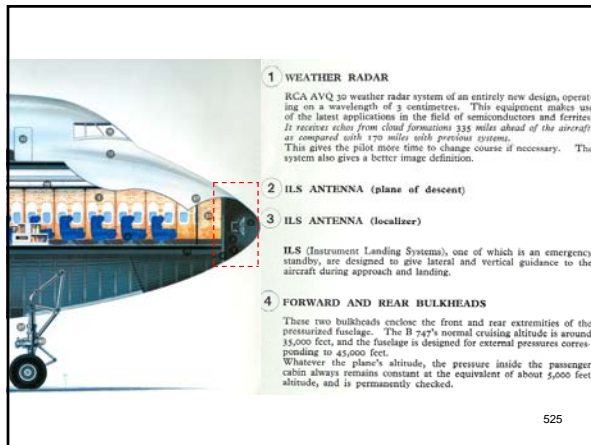 1 WEATHER RADAR
RCA AVQ 30 weather radar system of an entirely new design, operat-
ing on a wavelength of 3 centimetres. This equipment makes use
of the latest applications in the field of semiconductors and ferrites.
It receives echos from cloud formations 335 miles ahead of the aircraft
as compared with 170 miles with previous systems.
This gives the pilot more time to change course if necessary. The
system also gives a better image definition.
2 ILS ANTENNA (plane of descent)
3 ILS ANTENNA (localizer)
ILS (Instrument Landing Systems), one of which is an emergency
standby, are designed to give lateral and vertical guidance to the
aircraft during approach and landing.
4 FORWARD AND REAR BULKHEADS
These two bulkheads enclose the front and rear extremities of the
pressurized fuselage. The B 747's normal cruising altitude is around
35,000 feet, and the fuselage is designed for external pressures corres-
ponding to 45,000 feet.
Whatever the plane's altitude, the pressure inside the passenger
cabin always remains constant at the equivalent of about 5,000 feet
altitude, and is permanently checked.
525